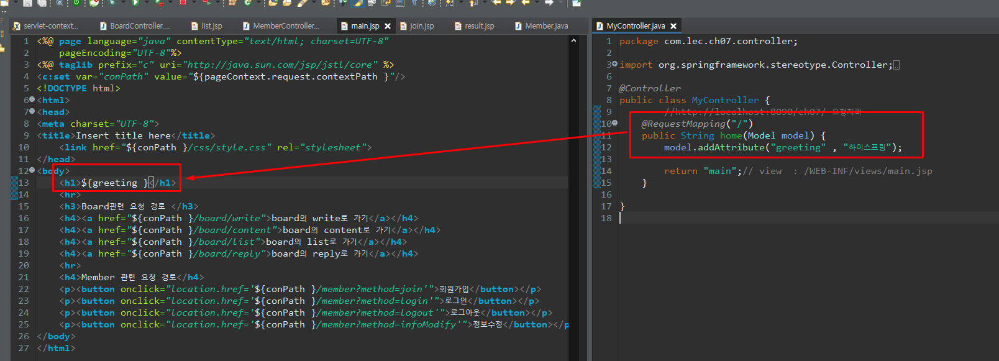 servlet-context...
BoardController....
list.jsp
MemberController...
main.jsp
join.jsp
result.jsp
Member.java
MyController.java
1 <%@ page language="java" contentType="text/html; charset=UTF-8"
2 pageEncoding="UTF-8"%>
3 <%@ taglib prefix="c" uri="http://java.sun.com/jsp/jstl/core" %>
4 <c:set var="conPath" value="${pageContext.request.contextPath }"/>
5 <!DOCTYPE html>
6 <html>
7 <head>
8 <meta charset="UTF-8">
9 <title>Insert title here</title>
10 <link href="${conPath }/css/style.css" rel="stylesheet">
11 </head>
12 <body>
13 <h1>${greeting }</h1>
14 <hr>
15 <h3>Board관련 요청 경로 </h3>
16 <h4><a href="${conPath }/board/write">board의 write로 가기</a></h4>
17 <h4><a href="${conPath }/board/content">board의 content로 가기</a></h4>
18 <h4><a href="${conPath }/board/list">board의 list로 가기</a></h4>
19 <h4><a href="${conPath }/board/reply">board의 reply로 가기</a></h4>
20 <hr>
21 <h4>Member 관련 요청 경로</h4>
22 <p><button onclick="location.href='${conPath }/member?method=join'">회원가입</button></p>
23 <p><button onclick="location.href='${conPath }/member?method=login'">로그인</button></p>
24 <p><button onclick="location.href='${conPath }/member?method=logout'">로그아웃</button></p>
25 <p><button onclick="location.href='${conPath }/member?method=infoModify'">정보수정</button></p
26 </body>
27 </html>
1 package com.lec.ch07.controller;
2
3 import org.springframework.stereotype.Controller;
6
7 @Controller
8 public class MyController {
9 //http://localhost:8090/ch07/ 요청처리
10 @RequestMapping("/")
11 public String home(Model model) {
12 model.addAttribute("greeting" , "하이스프링");
13
14 return "main";// view : /WEB-INF/views/main.jsp
15 }
16
17 }
18